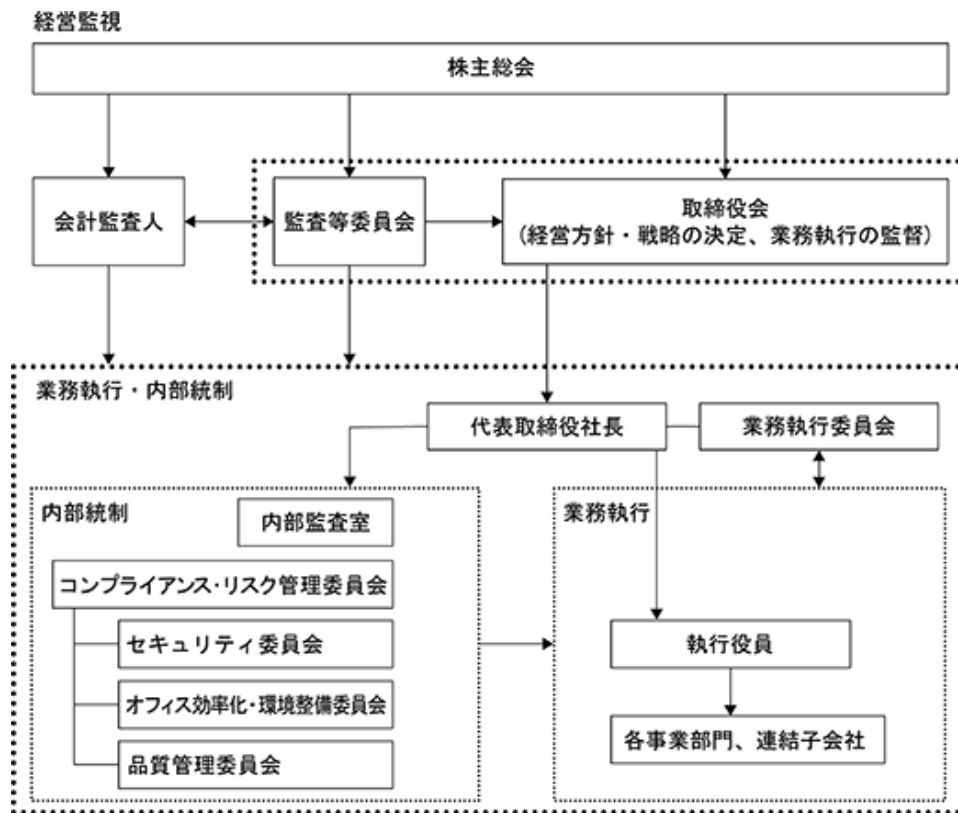 経営監視
株主総会
会計監査人
監査等委員会
取締役会
(経営方針・戦略の決定、業務執行の監督)
業務執行・内部統制
代表取締役社長
業務執行委員会
内部統制
内部監査室
業務執行
コンプライアンス・リスク管理委員会
セキュリティ委員会
執行役員
オフィス効率化・環境整備委員会
各事業部門、連結子会社
品質管理委員会